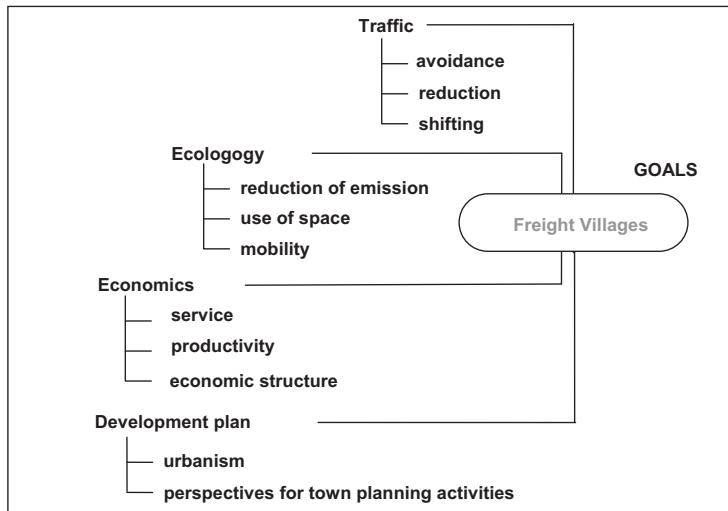 Traffic
avoidance
reduction
shifting
Ecologogy
reduction of emission
use of space
mobility
GOALS
Freight Villages
Economics
service
productivity
economic structure
Development plan
urbanism
perspectives for town planning activities